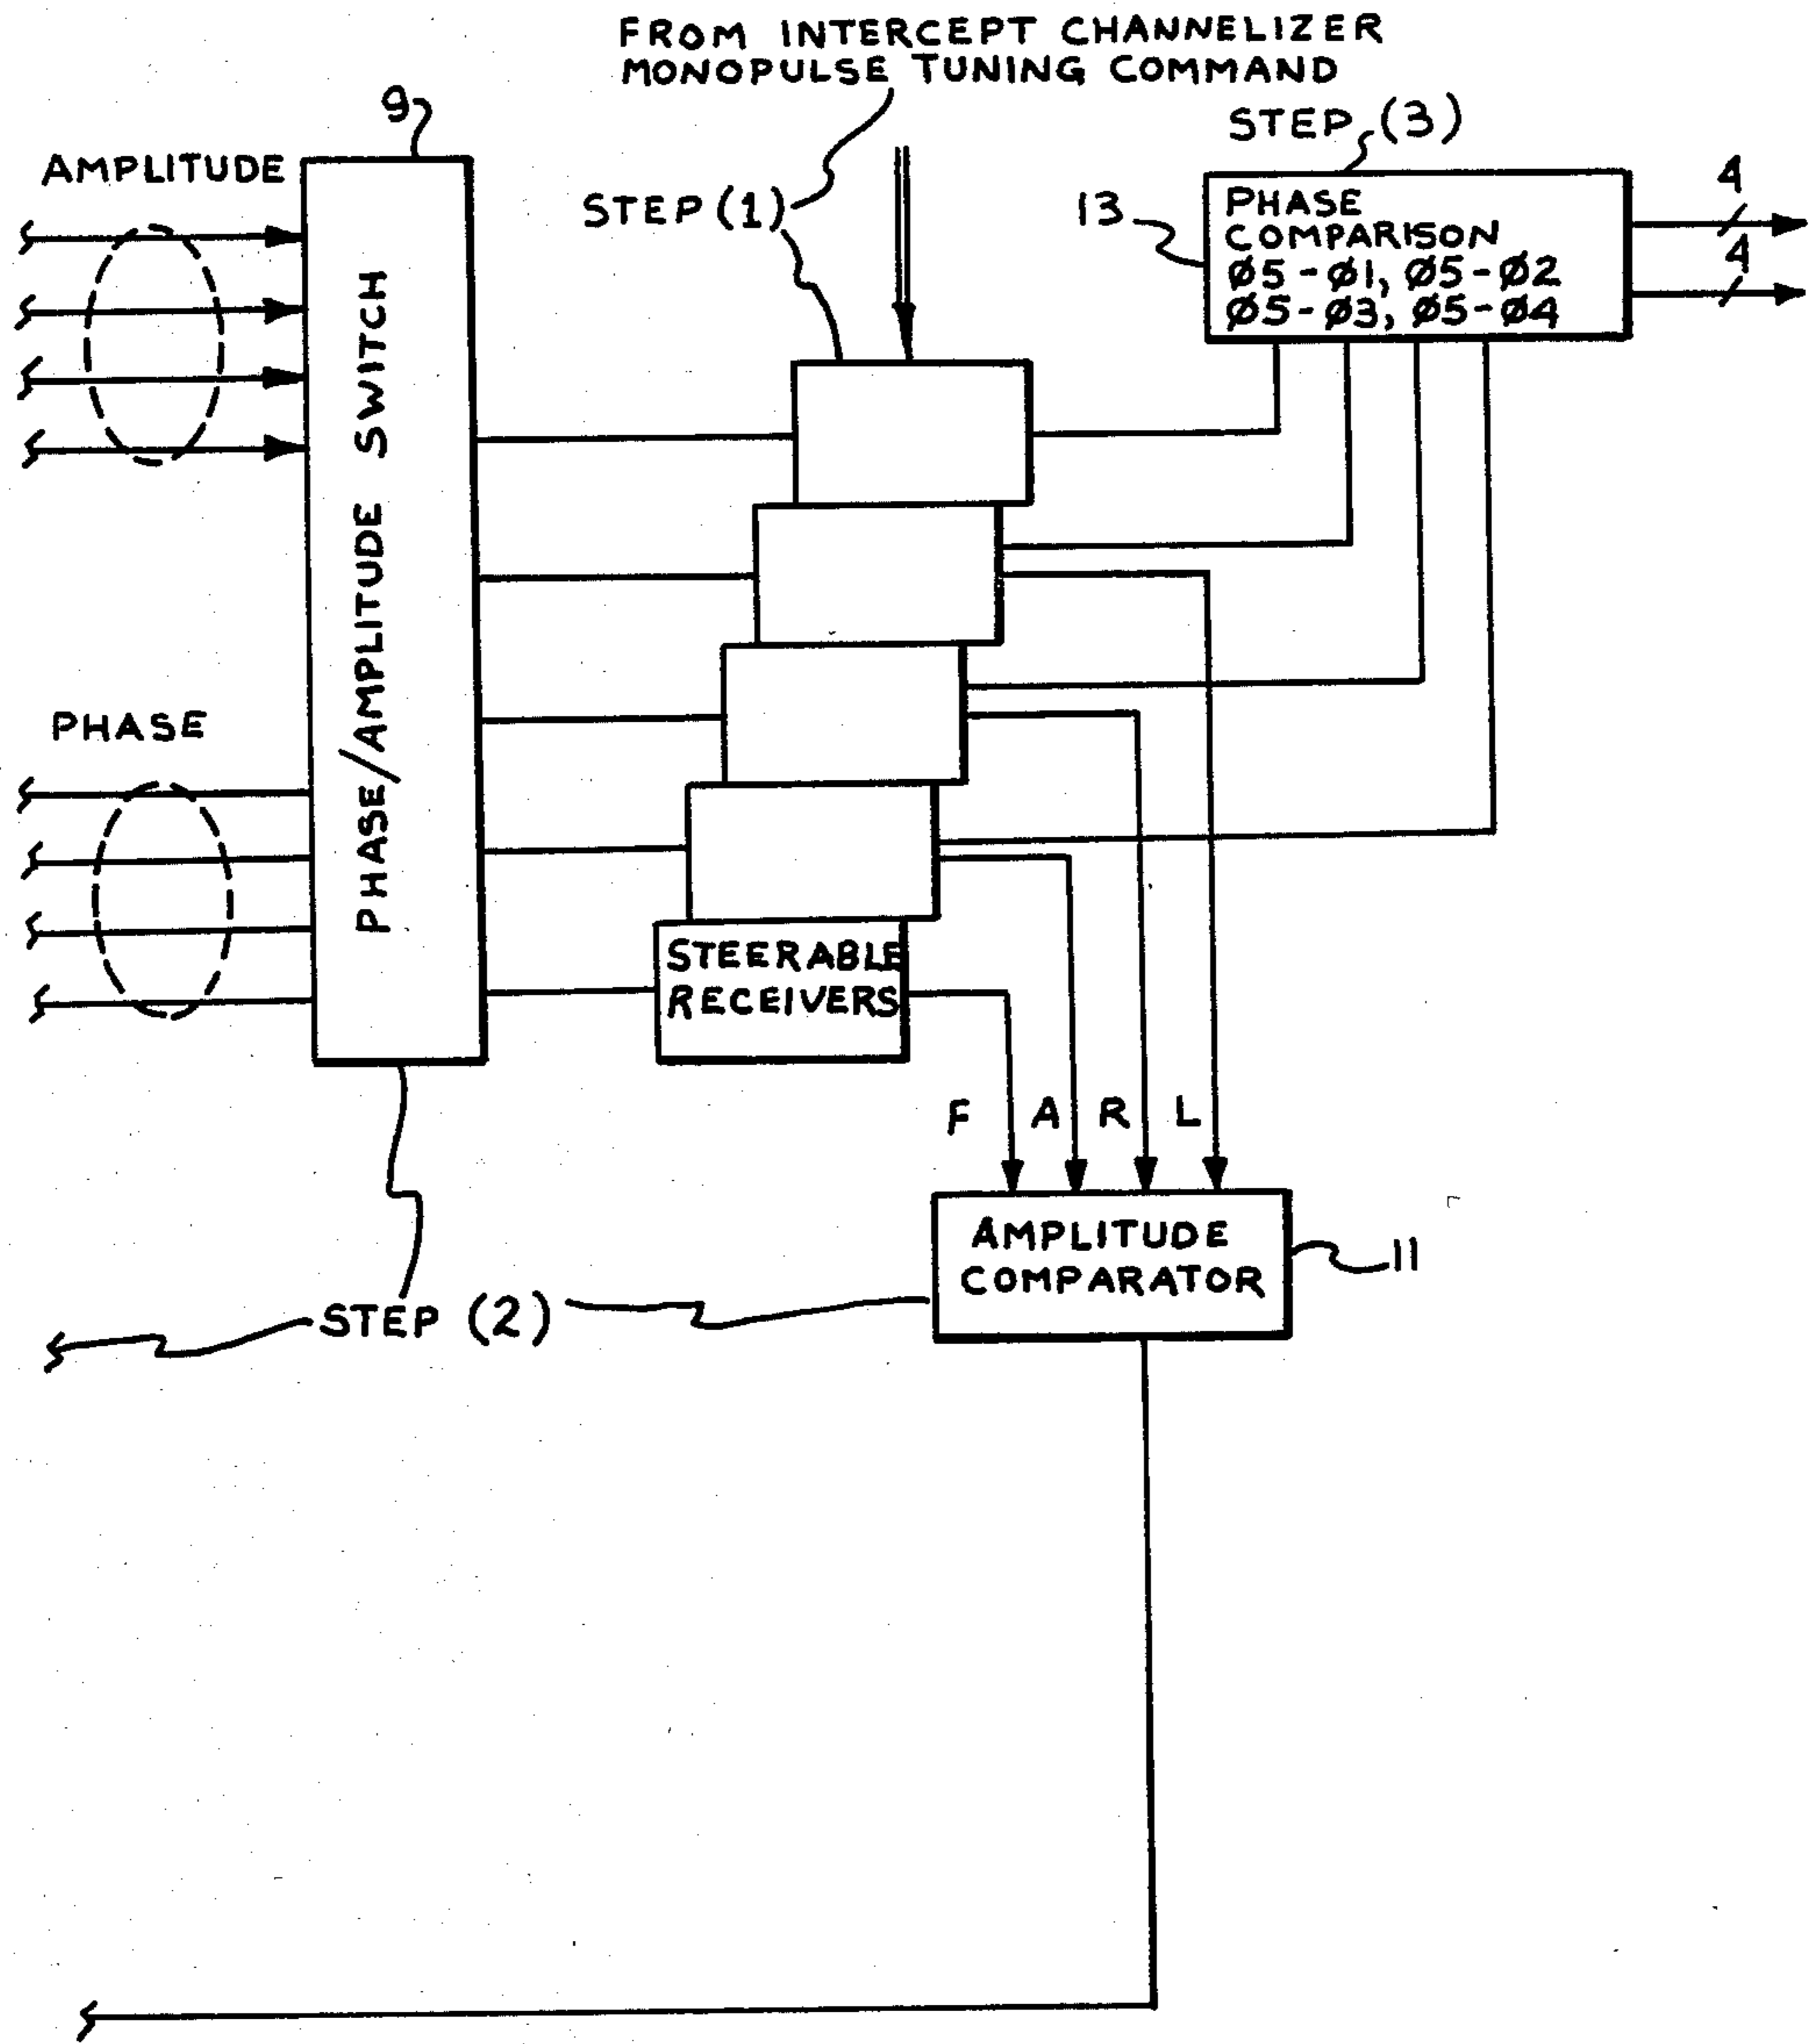 FROM INTERCEPT CHANNELIZER
MONOPULSE TUNING COMMAND
9
STEP (3)
AMPLITUDE
STEP (1)
13
PHASE
COMPARISON
Ø5-Ø1, Ø5-Ø2
Ø5-Ø3, Ø5-Ø4
4
4
PHASE/AMPLITUDE SWITCH
PHASE
STEERABLE
RECEIVERS
F A R L
AMPLITUDE
COMPARATOR
11
STEP (2)